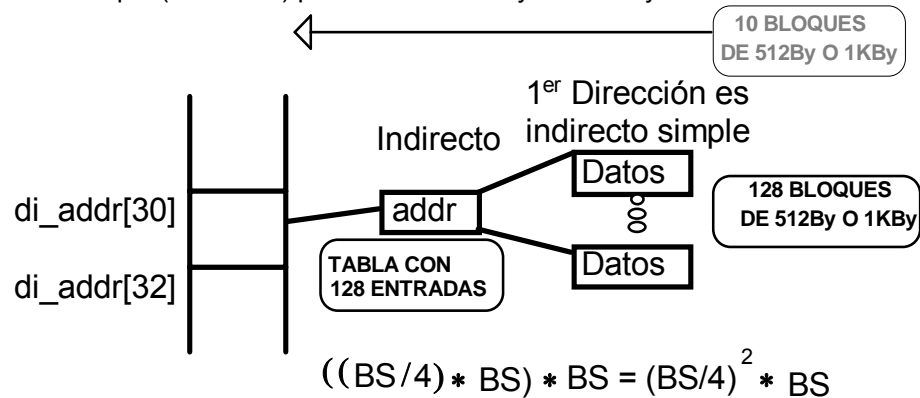 10 BLOQUES
DE 512By O 1KBy
1er Dirección es
indirecto simple
Indirecto
Datos
di_addr[30]
addr
128 BLOQUES
DE 512By O 1KBy
TABLA CON
128 ENTRADAS
Datos
di_addr[32]
((BS/4) * BS) * BS = (BS/4)^2 * BS